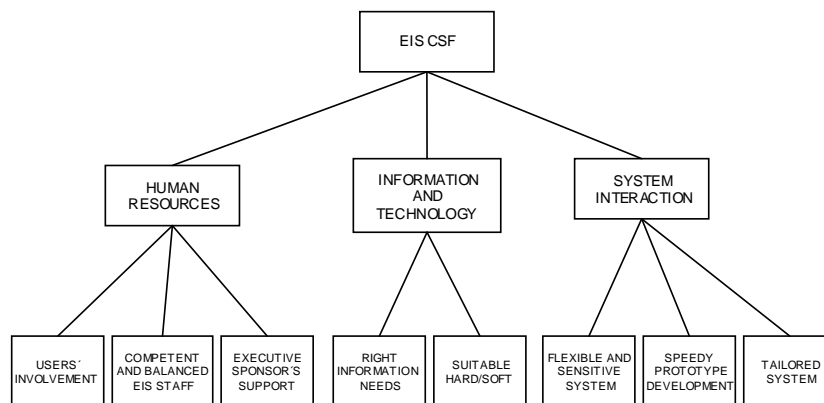 EIS CSF
HUMAN
RESOURCES
INFORMATION
AND
TECHNOLOGY
SYSTEM
INTERACTION
USERS´
INVOLVEMENT
COMPETENT
AND BALANCED
EIS STAFF
EXECUTIVE
SPONSOR´S
SUPPORT
RIGHT
INFORMATION
NEEDS
SUITABLE
HARD/SOFT
FLEXIBLE AND
SENSITIVE
SYSTEM
SPEEDY
PROTOTYPE
DEVELOPMENT
TAILORED
SYSTEM